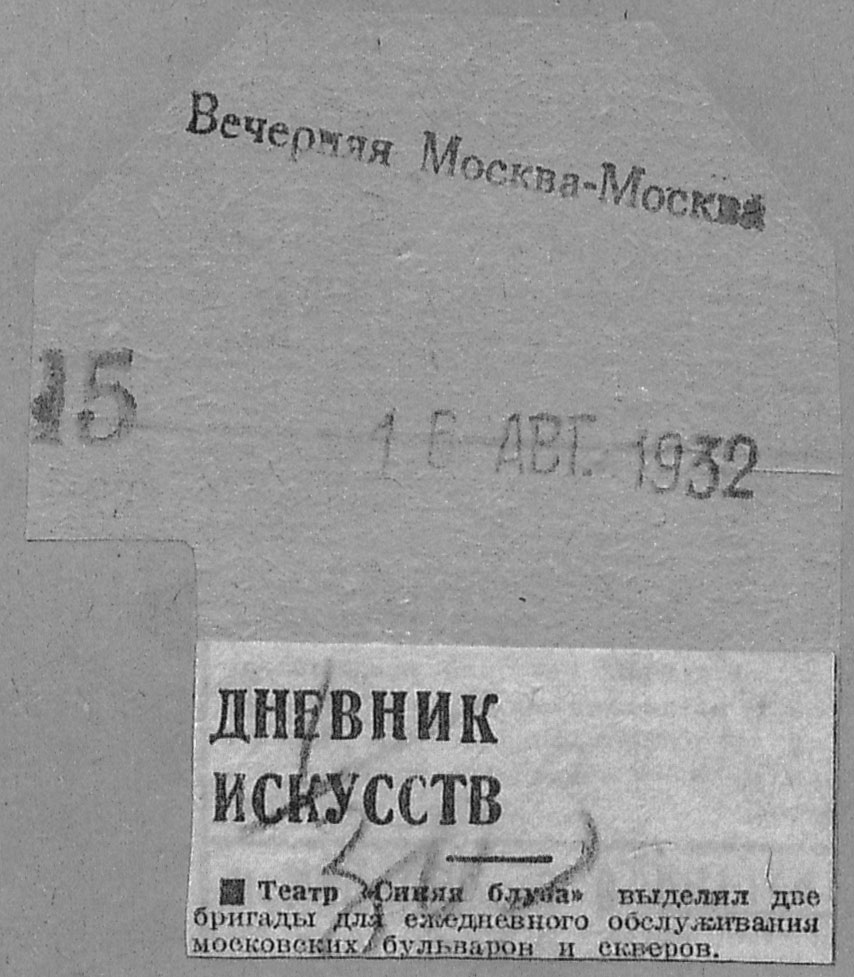 Вечерняя Москва-Москва
15
16 АВГ. 1932
ДНЕВНИК
ИСКУССТВ
Театр «Синяя блуза» выделил две
бригады для ежедневного обслуживания
московских бульваров и скверов.